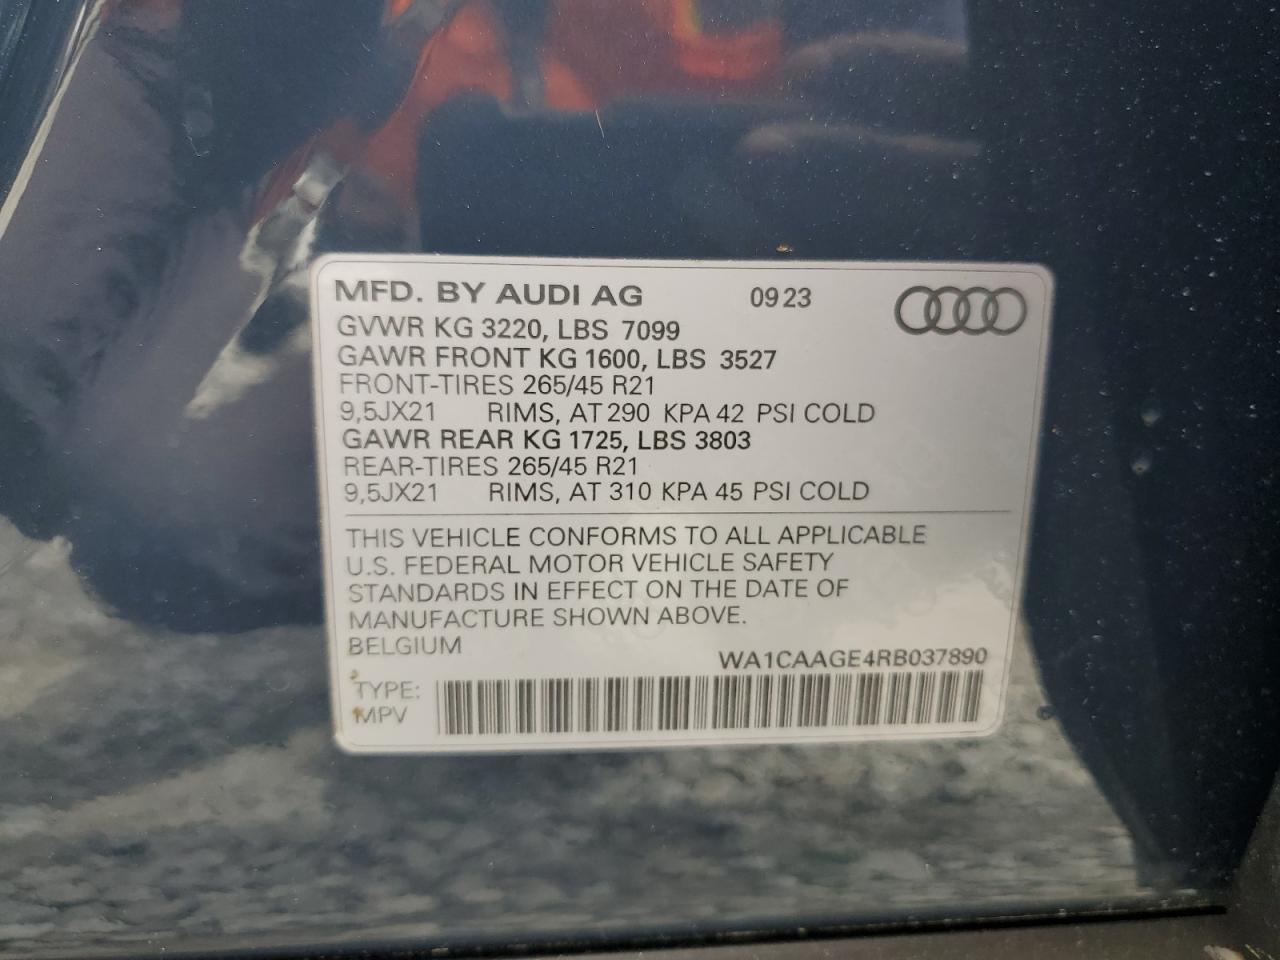 MFD. BY AUDI AG 09 23
GVWR KG 3220, LBS 7099
GAWR FRONT KG 1600, LBS 3527
FRONT-TIRES 265/45 R21
9,5JX21 RIMS, AT 290 KPA 42 PSI COLD
GAWR REAR KG 1725, LBS 3803
REAR-TIRES 265/45 R21
9,5JX21 RIMS, AT 310 KPA 45 PSI COLD
THIS VEHICLE CONFORMS TO ALL APPLICABLE
U.S. FEDERAL MOTOR VEHICLE SAFETY
STANDARDS IN EFFECT ON THE DATE OF
MANUFACTURE SHOWN ABOVE.
BELGIUM
WA1CAAGE4RB037890
TYPE:
MPV